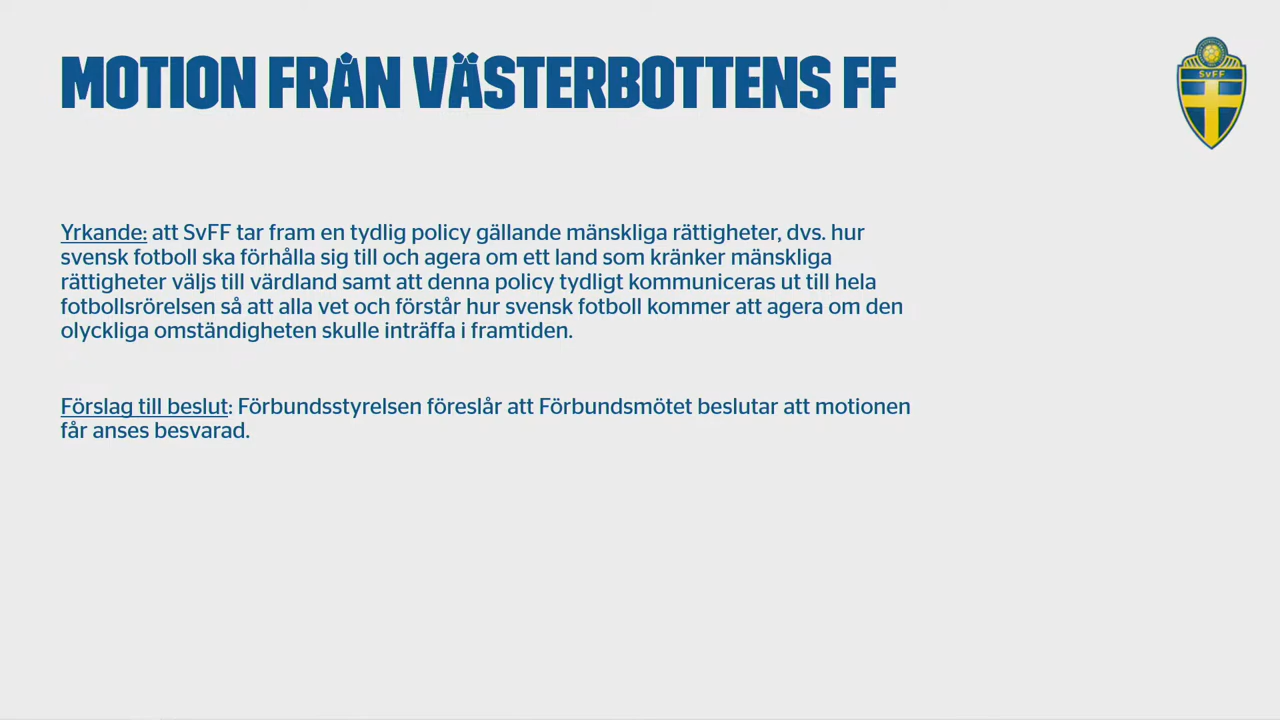 MOTION FRÅN VÄSTERBOTTENS FF
SvFF
Yrkande: att SvFF tar fram en tydlig policy gällande mänskliga rättigheter, dvs. hur
svensk fotboll ska förhålla sig till och agera om ett land som kränker mänskliga
rättigheter väljs till värdland samt att denna policy tydligt kommuniceras ut till hela
fotbollsrörelsen så att alla vet och förstår hur svensk fotboll kommer att agera om den
olyckliga omständigheten skulle inträffa i framtiden.
Förslag till beslut: Förbundsstyrelsen föreslår att Förbundsmötet beslutar att motionen
får anses besvarad.